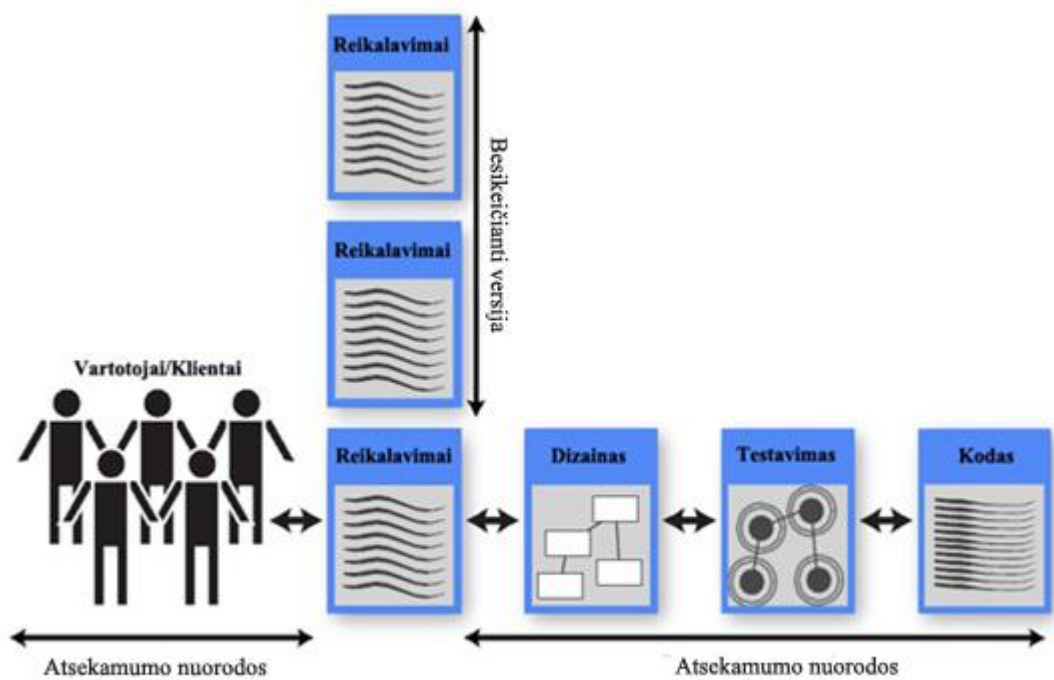 Reikalavimai
Besikeičianti versija
Reikalavimai
Vartotojai/Klientai
Reikalavimai
Dizainas
Testavimas
Kodas
Atsekamumo nuorodos
Atsekamumo nuorodos